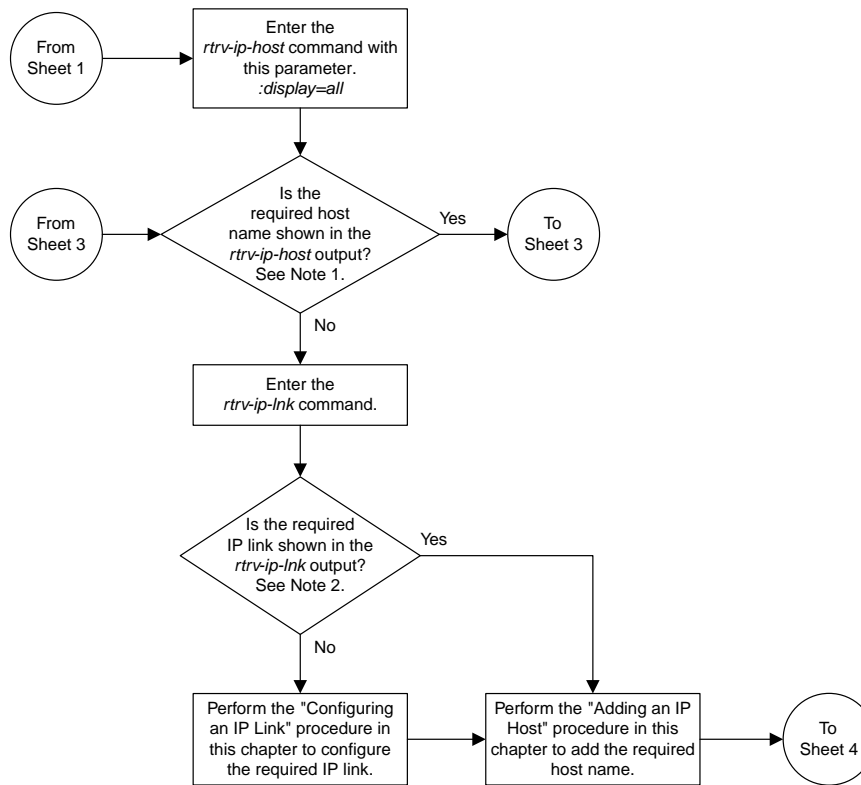 From
Sheet 1
Enter the
rtrv-ip-host command with
this parameter.
:display=all
From
Sheet 3
Is the
required host
name shown in the
rtrv-ip-host output?
See Note 1.
Yes
To
Sheet 3
No
Enter the
rtrv-ip-lnk command.
Is the required
IP link shown in the
rtrv-ip-lnk output?
See Note 2.
Yes
No
Perform the "Configuring
an IP Link" procedure in
this chapter to configure
the required IP link.
Perform the "Adding an IP
Host" procedure in this
chapter to add the required
host name.
To
Sheet 4